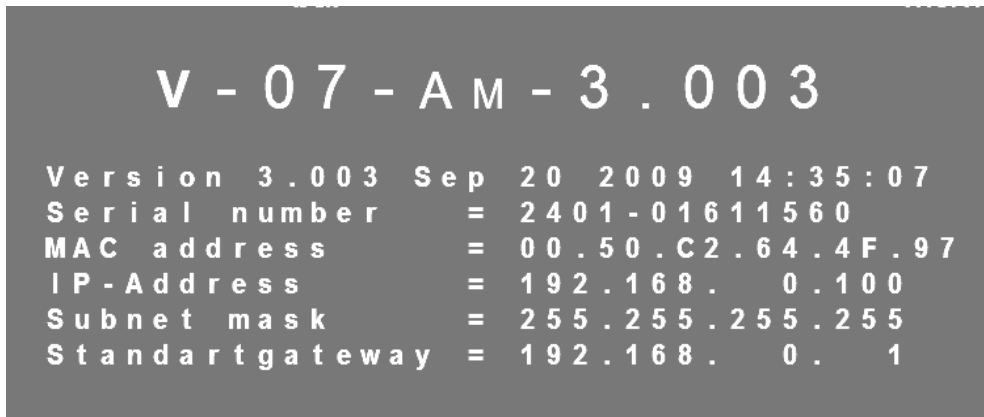 V-07-AM-3.003
Version 3.003 Sep 20 2009 14:35:07
Serial number = 2401-01611560
MAC address = 00.50.C2.64.4F.97
IP-Address = 192.168. 0.100
Subnet mask = 255.255.255.255
Standartgateway = 192.168. 0. 1